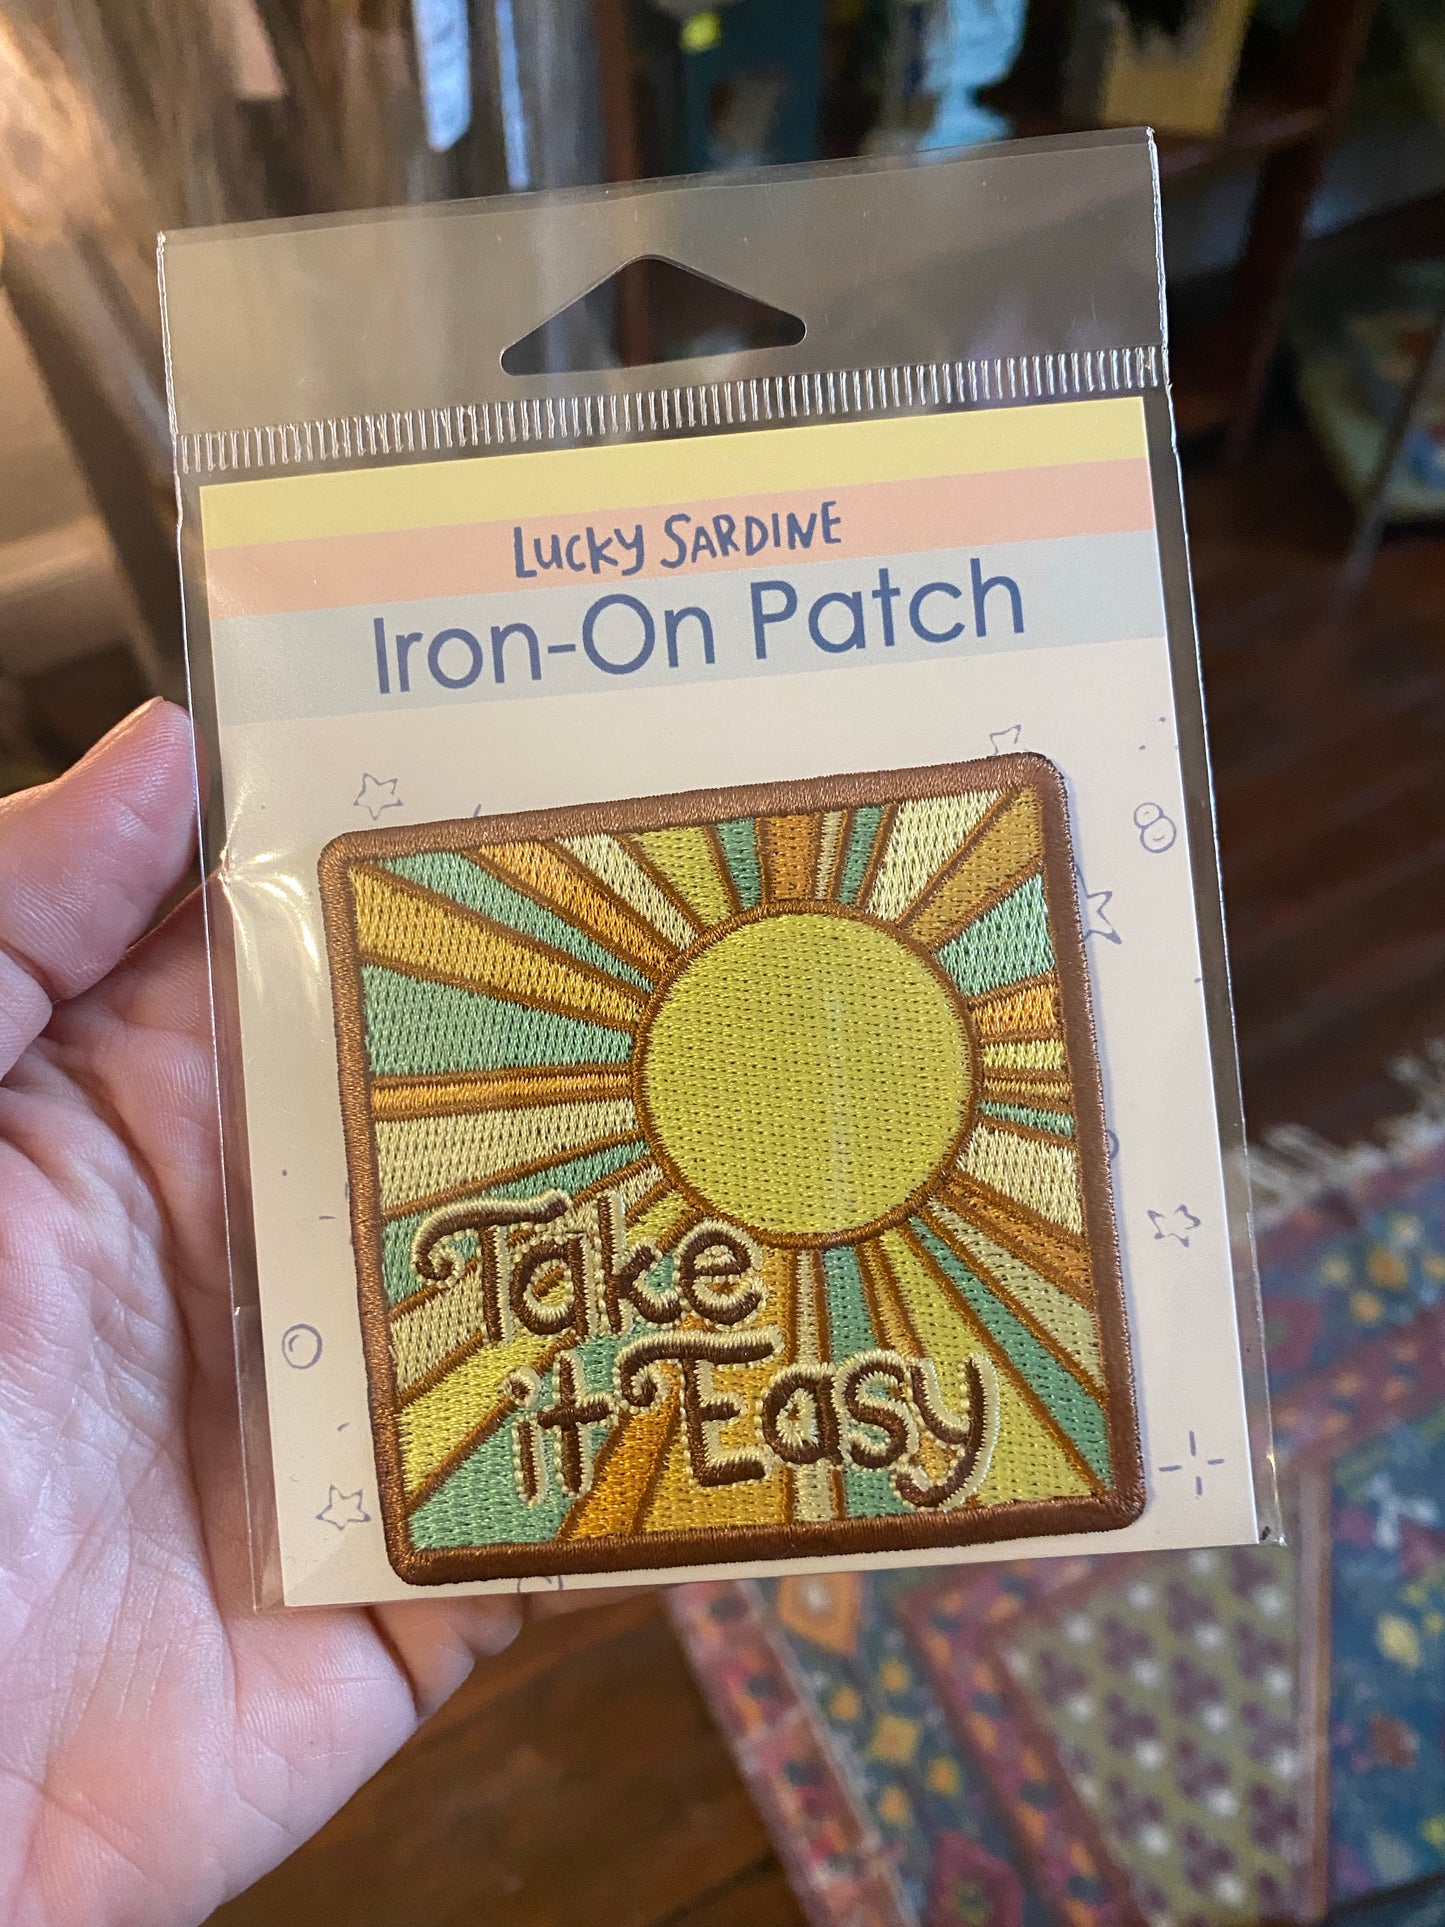 Lucky SARDINE
Iron-On Patch
Take
it Easy